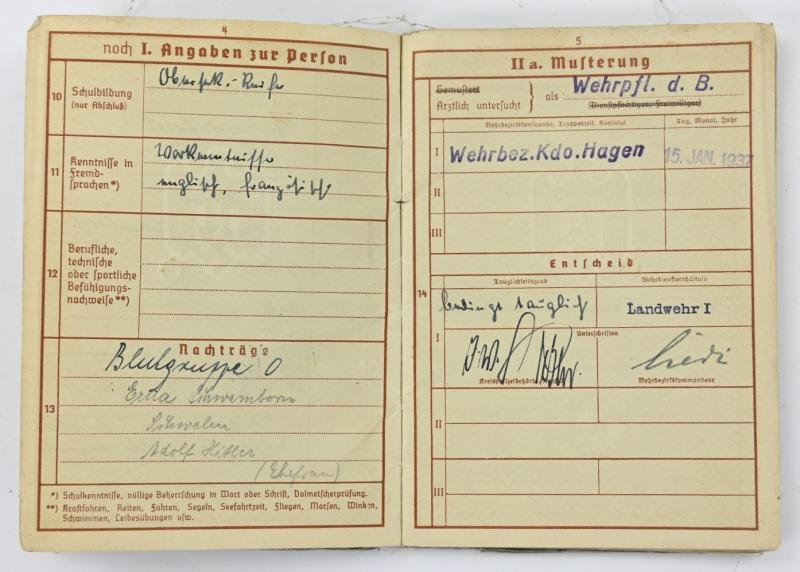 4
noch I. Angaben zur Person
10 Schulbildung
(nur Abschluß)
Obersek.-Reife
11 Kenntnisse in
Fremd-
sprachen*)
Vorkenntnisse
englisch, französisch
12 Berufliche,
technische
oder sportliche
Befähigungs-
nachweise**)
Nachträge
13
Blutgruppe O
Erna Schwamborn
Schwelm
Adolf Hitler
(Ehefrau)
*) Schulkenntnisse, völlige Beherrschung in Wort oder Schrift, Dolmetscherprüfung.
**) Kraftfahren, Reiten, Fahren, Segeln, Seefahrtzeit, Fliegen, Morsen, Winken,
Schwimmen, Leibesübungen usw.
5
II a. Musterung
Gemustert
Ärztlich untersucht
als Wehrpfl. d. B.
(Dienstpflichtiger, Freiwilliger)
Wehrbezirkskommando, Truppenteil, Konsulat
Tag, Monat, Jahr
I Wehrbez.Kdo.Hagen 15. JAN. 1937
II
III
Entscheid
Tauglichkeitsgrad
Wehrdienstverhältnis
14
bedingt tauglich
Landwehr I
I
Unterschriften
J.W.
Kreispolizeibehörde
Wehrbezirkskommandeur
II
III